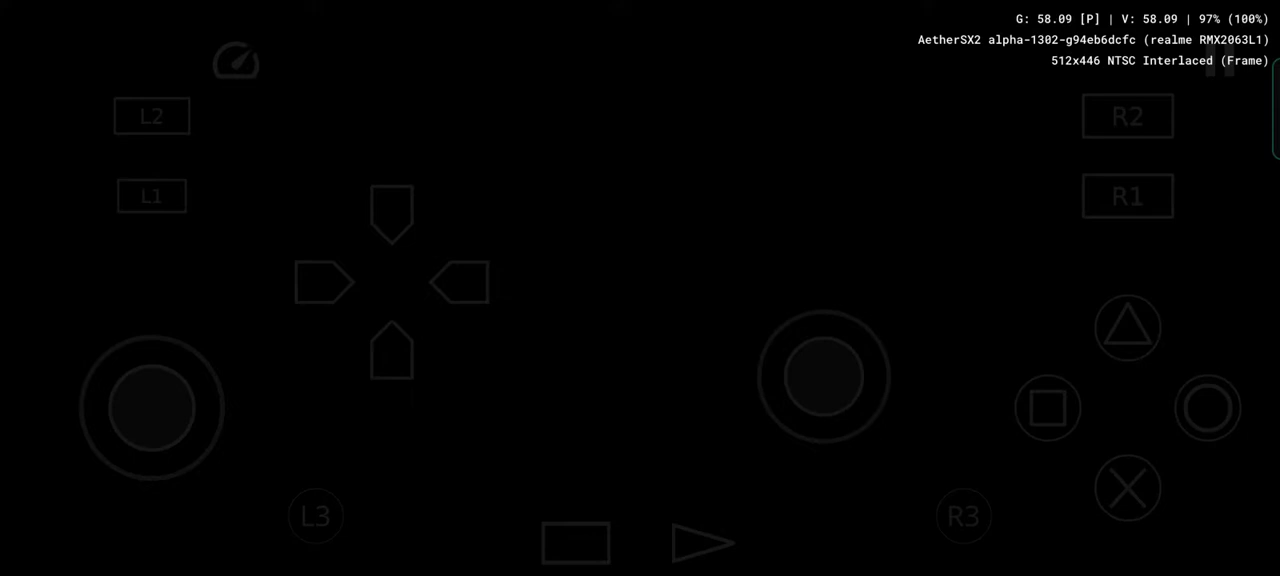 G: 58.09 [P] | V: 58.09 | 97% (100%)
AetherSX2 alpha-1302-g94eb6dcfc (realme RMX2063L1)
512x446 NTSC Interlaced (Frame)
L2
R2
L1
R1
L3
R3